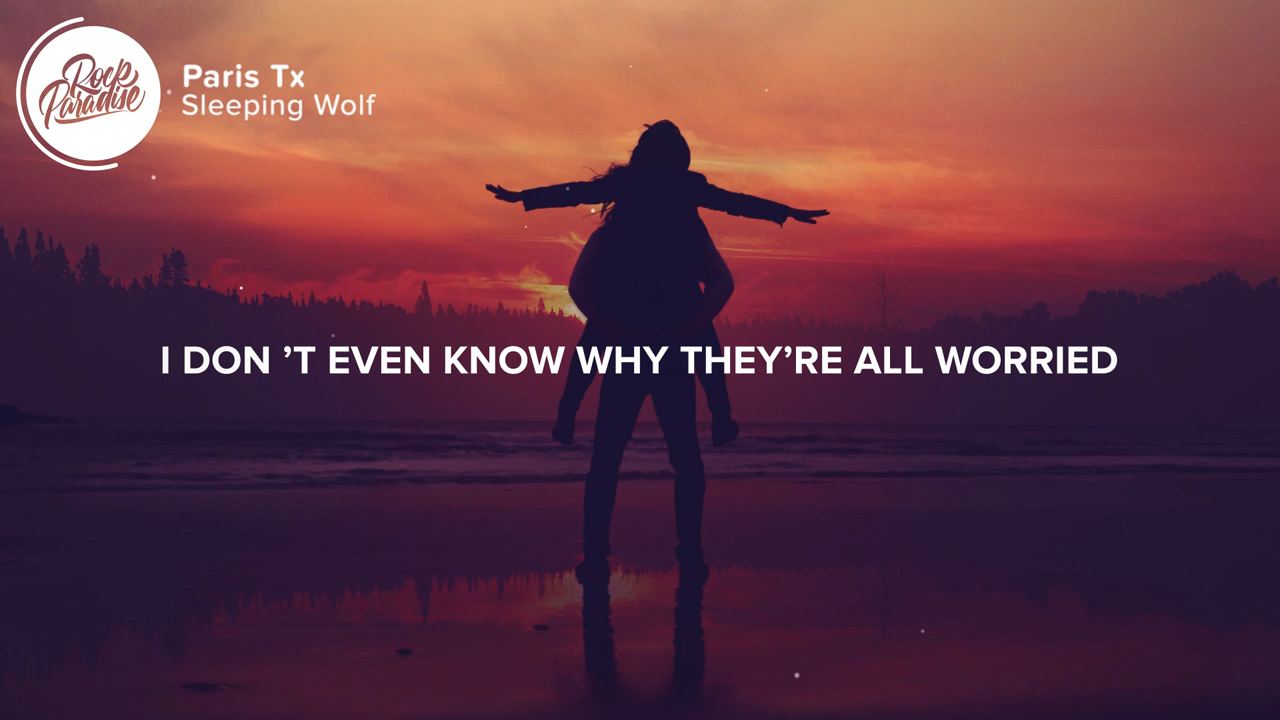 Rock
Paradise
Paris Tx
Sleeping Wolf
I DON ’T EVEN KNOW WHY THEY’RE ALL WORRIED